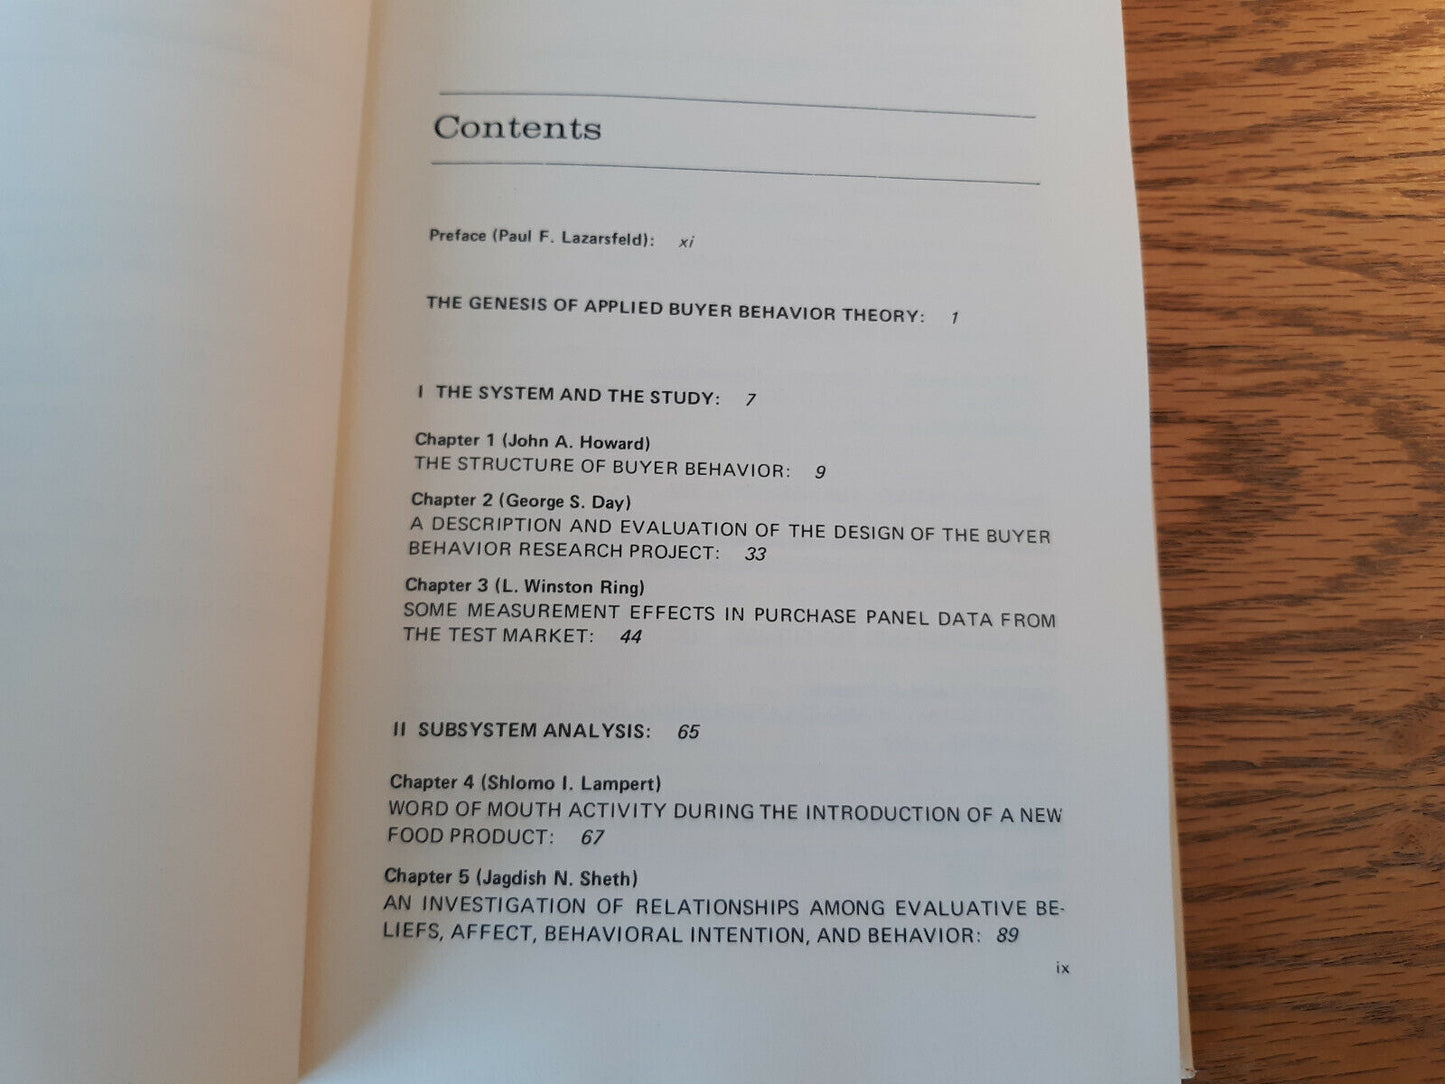 Contents
Preface (Paul F. Lazarsfeld): xi
THE GENESIS OF APPLIED BUYER BEHAVIOR THEORY: 1
I THE SYSTEM AND THE STUDY: 7
Chapter 1 (John A. Howard)
THE STRUCTURE OF BUYER BEHAVIOR: 9
Chapter 2 (George S. Day)
A DESCRIPTION AND EVALUATION OF THE DESIGN OF THE BUYER
BEHAVIOR RESEARCH PROJECT: 33
Chapter 3 (L. Winston Ring)
SOME MEASUREMENT EFFECTS IN PURCHASE PANEL DATA FROM
THE TEST MARKET: 44
II SUBSYSTEM ANALYSIS: 65
Chapter 4 (Shlomo I. Lampert)
WORD OF MOUTH ACTIVITY DURING THE INTRODUCTION OF A NEW
FOOD PRODUCT: 67
Chapter 5 (Jagdish N. Sheth)
AN INVESTIGATION OF RELATIONSHIPS AMONG EVALUATIVE BE-
LIEFS, AFFECT, BEHAVIORAL INTENTION, AND BEHAVIOR: 89
ix